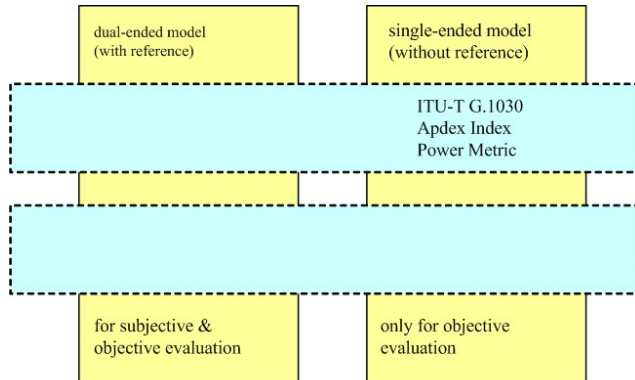 dual-ended model
(with reference)
single-ended model
(without reference)
ITU-T G.1030
Apdex Index
Power Metric
for subjective &
objective evaluation
only for objective
evaluation